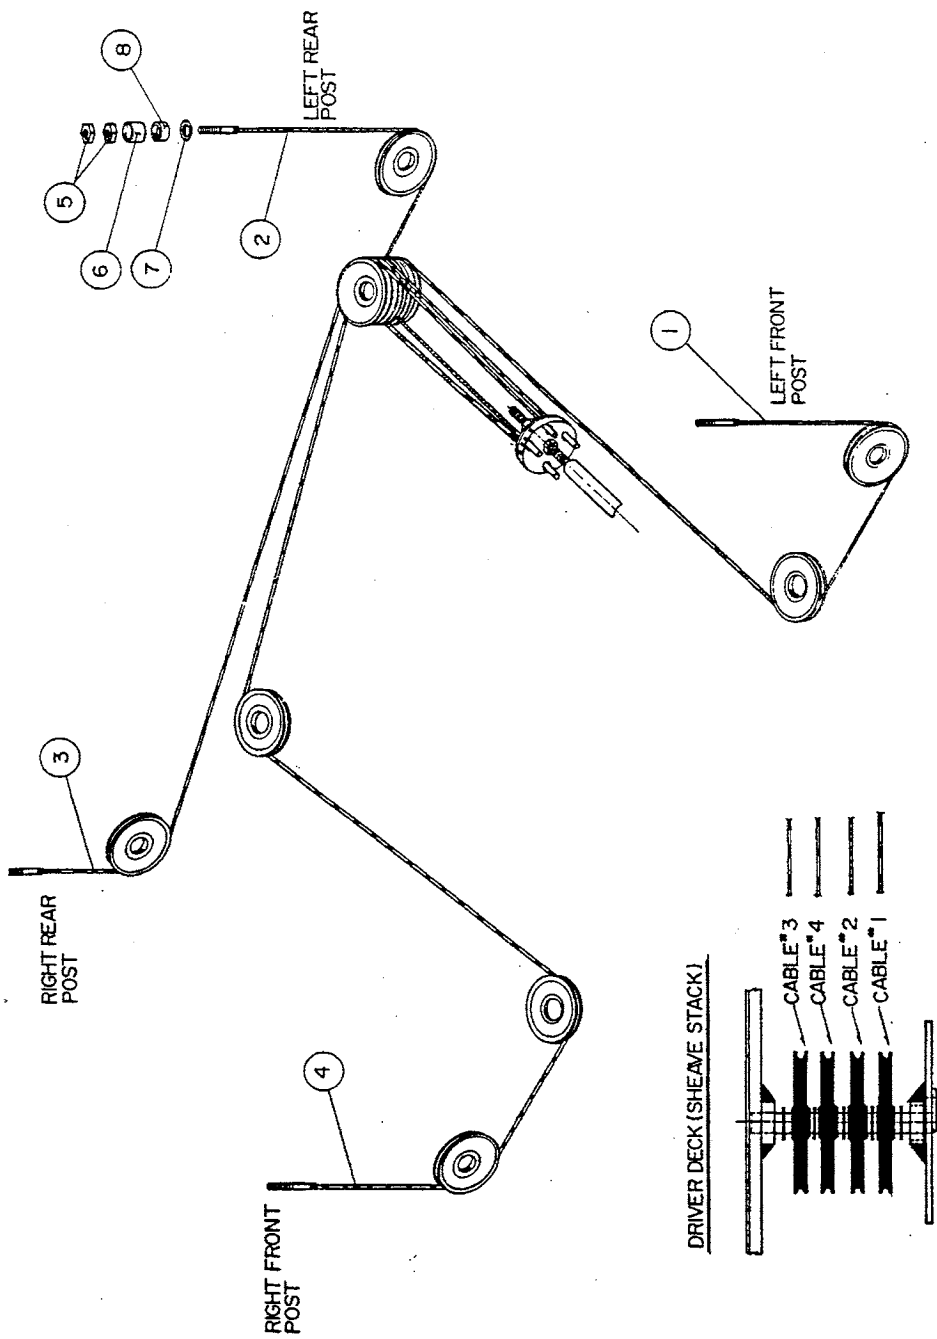 RIGHT REAR
POST
3
RIGHT FRONT
POST
4
5
6
7
8
2
LEFT REAR
POST
1
LEFT FRONT
POST
DRIVER DECK (SHEAVE STACK)
CABLE#3
CABLE#4
CABLE#2
CABLE#1